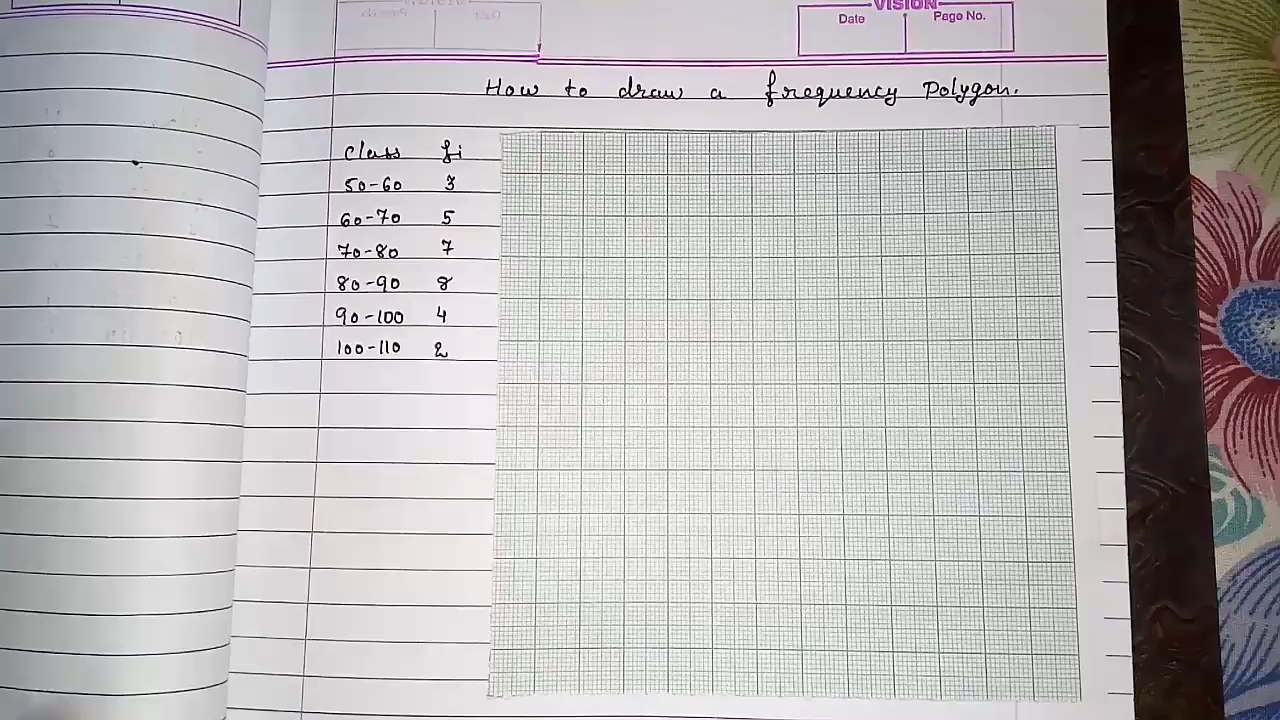 VISION
Date Page No.
How to draw a frequency Polygon.
class fi
50-60 3
60-70 5
70-80 7
80-90 8
90-100 4
100-110 2